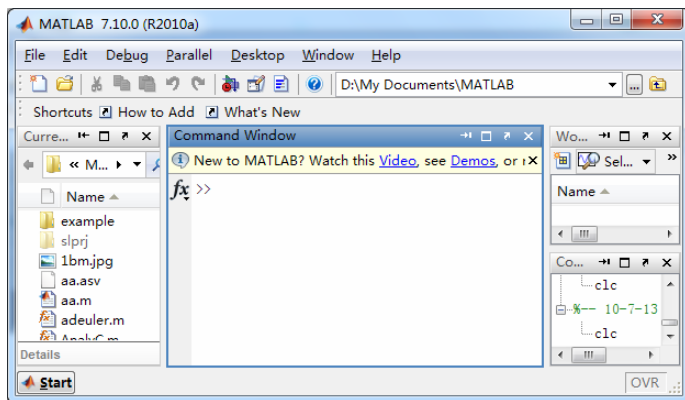 MATLAB 7.10.0 (R2010a)
File Edit Debug Parallel Desktop Window Help
D:\My Documents\MATLAB
Shortcuts How to Add What's New
Curre...
« M...
Name
example
slprj
1bm.jpg
aa.asv
aa.m
adeuler.m
Details
Command Window
New to MATLAB? Watch this Video, see Demos, or
fx >>
Wo...
Sel...
Name
Co...
clc
%-- 10-7-13
clc
Start
OVR